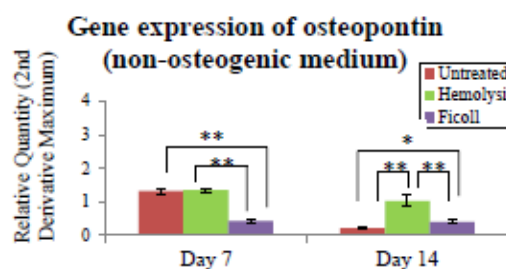 Gene expression of osteopontin
(non-osteogenic medium)
Relative Quantity (2nd
Derivative Maximum)
Untreated
Hemolysi
Ficoll
4
3
2
1
0
**
**
*
**
**
Day 7
Day 14